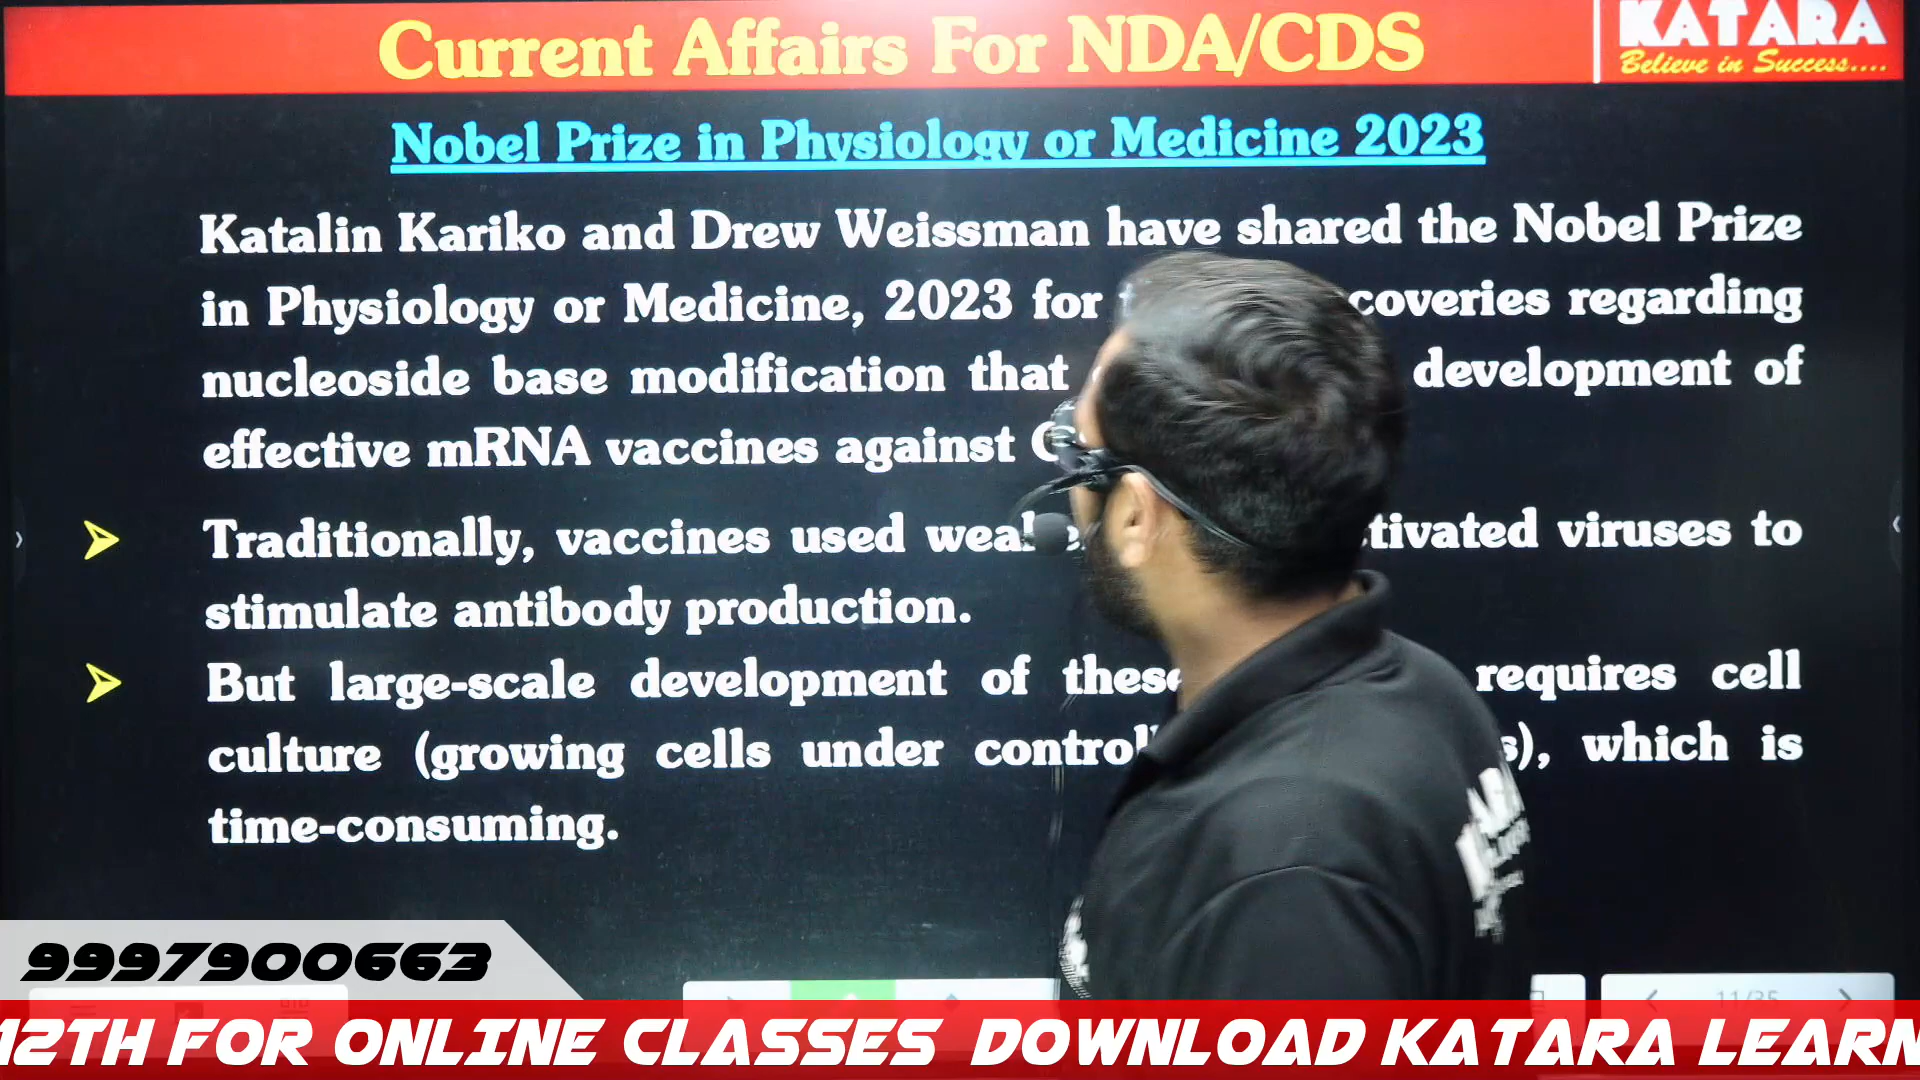 Current Affairs For NDA/CDS
KATARA
Believe in Success....
Nobel Prize in Physiology or Medicine 2023
Katalin Kariko and Drew Weissman have shared the Nobel Prize
in Physiology or Medicine, 2023 for coveries regarding
nucleoside base modification that development of
effective mRNA vaccines against
Traditionally, vaccines used tivated viruses to
stimulate antibody production.
But large-scale development of these requires cell
culture (growing cells under control s), which is
time-consuming.
9997900663
11/35
12TH FOR ONLINE CLASSES DOWNLOAD KATARA LEARN